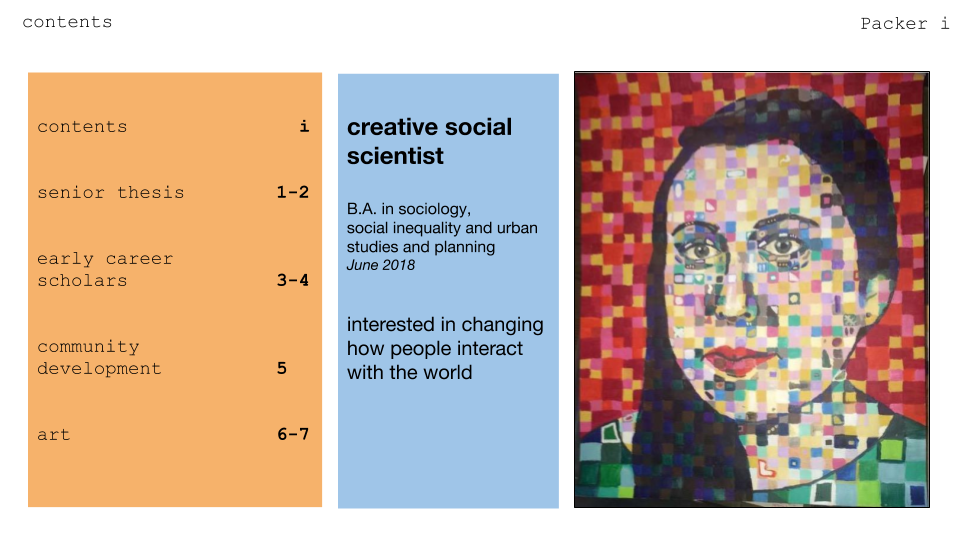 contents
Packer i
contents i
senior thesis 1-2
early career
scholars 3-4
community
development 5
art 6-7
creative social
scientist
B.A. in sociology,
social inequality and urban
studies and planning
June 2018
interested in changing
how people interact
with the world